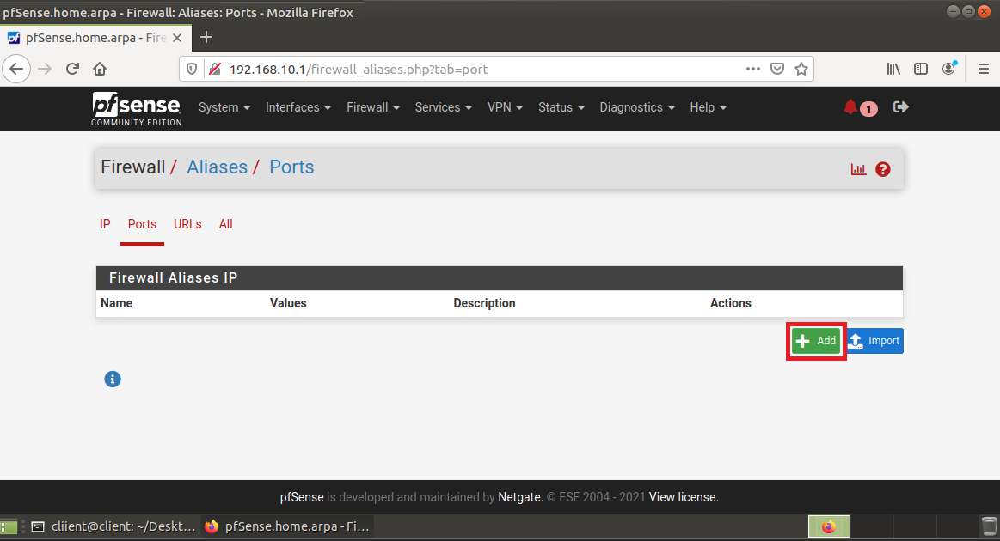 pfSense.home.arpa - Firewall: Aliases: Ports - Mozilla Firefox
pfSense.home.arpa - Fire
192.168.10.1/firewall_aliases.php?tab=port
pfsense
COMMUNITY EDITION
System Interfaces Firewall Services VPN Status Diagnostics Help 1
Firewall / Aliases / Ports
IP Ports URLs All
Firewall Aliases IP
Name Values Description Actions
Add Import
pfSense is developed and maintained by Netgate. © ESF 2004 - 2021 View license.
cliient@client: ~/Deskt... pfSense.home.arpa - Fi...